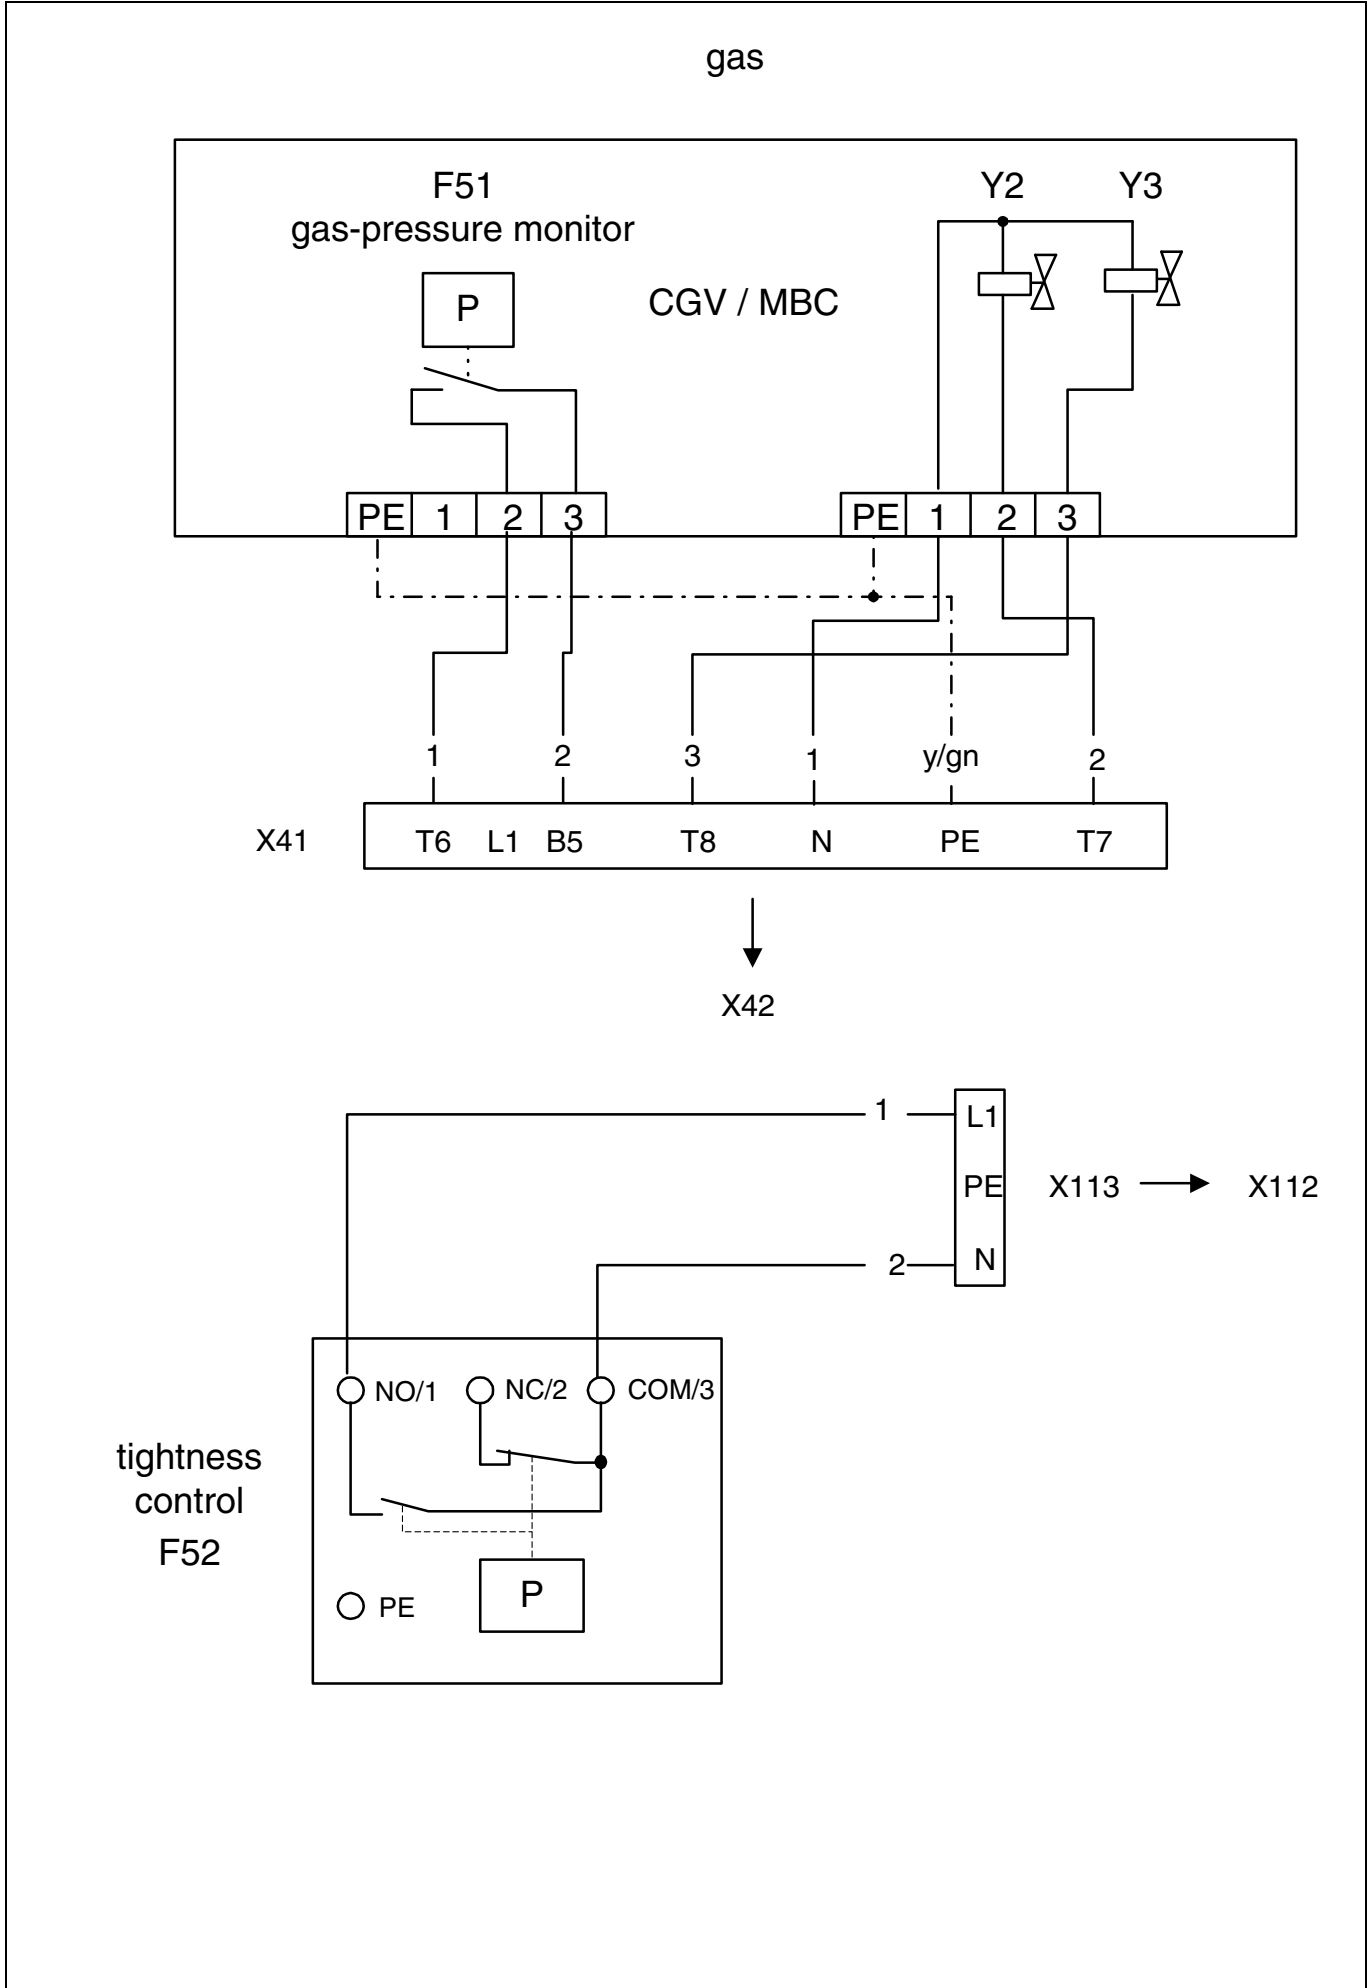 gas
F51
gas-pressure monitor
Y2 Y3
P
CGV / MBC
PE 1 2 3
PE 1 2 3
1 2 3 1 y/gn 2
X41 T6 L1 B5 T8 N PE T7
X42
1 L1
PE X113 X112
2 N
NO/1 NC/2 COM/3
tightness
control
F52
P
PE